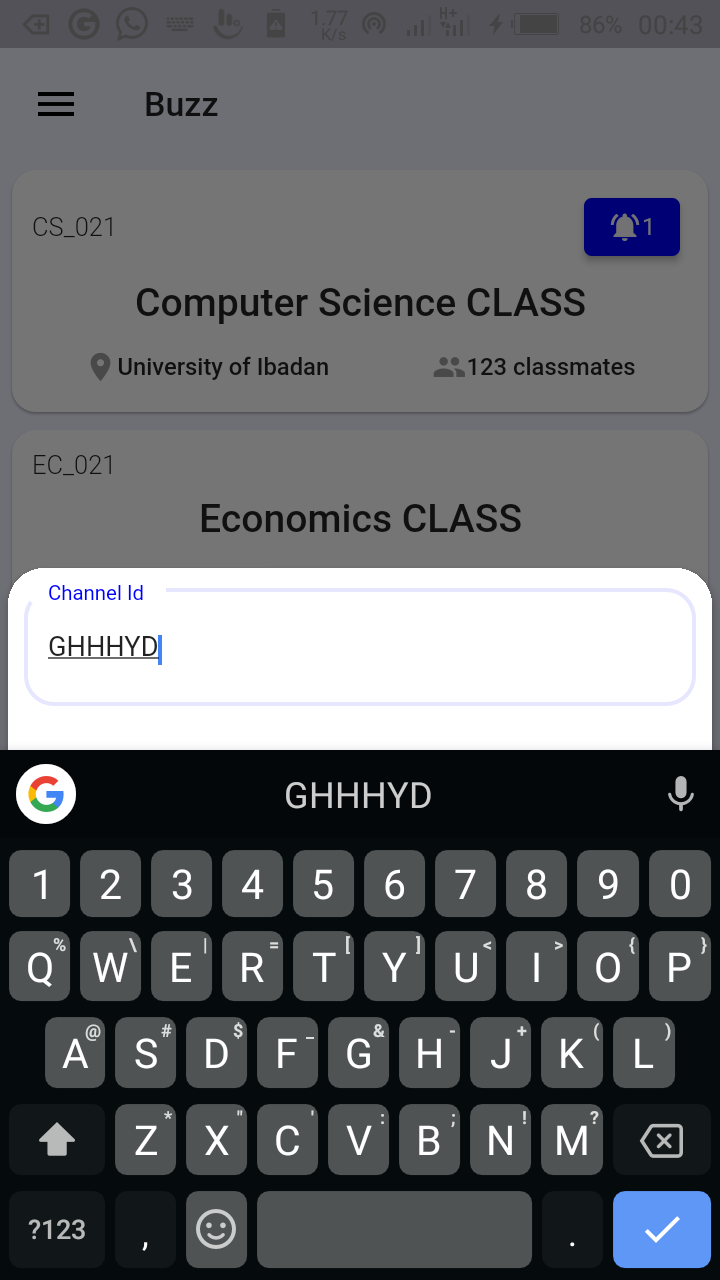 1.77 K/s H+ 86% 00:43
Buzz
CS_021
1
Computer Science CLASS
University of Ibadan 123 classmates
EC_021
Economics CLASS
Channel Id
GHHHYD
GHHHYD
1 2 3 4 5 6 7 8 9 0
% \ | = [ ] < > { }
Q W E R T Y U I O P
@ # $ _ & - + ( )
A S D F G H J K L
* " ' : ; ! ?
Z X C V B N M
?123 , .